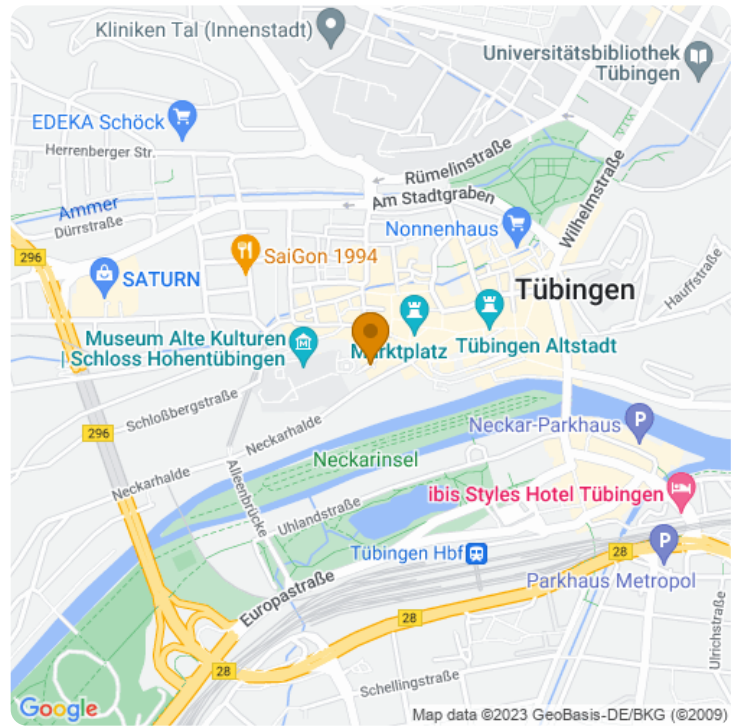 Kliniken Tal (Innenstadt)
Universitätsbibliothek
Tübingen
EDEKA Schöck
Herrenberger Str.
Rümelinstraße
Am Stadtgraben
Wilhelmstraße
Ammer
Dürrstraße
Nonnenhaus
296
SaiGon 1994
SATURN
Hauffstraße
Tübingen
Museum Alte Kulturen
| Schloss Hohentübingen
Marktplatz
Tübingen Altstadt
Schloßbergstraße
296
Neckarhalde
Neckar-Parkhaus
P
Neckarinsel
Neckarhalde
Alleenbrücke
ibis Styles Hotel Tübingen
Uhlandstraße
Tübingen Hbf
28
P
Parkhaus Metropol
Europastraße
28
Ulrichstraße
28
Schellingstraße
Google
Map data ©2023 GeoBasis-DE/BKG (©2009)